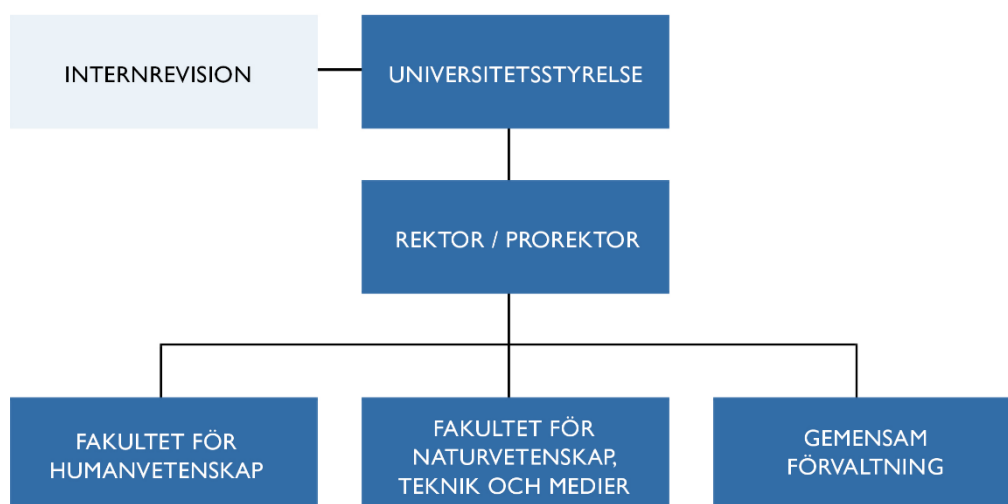 INTERNREVISION
UNIVERSITETSSTYRELSE
REKTOR / PROREKTOR
FAKULTET FÖR
HUMANVETENSKAP
FAKULTET FÖR
NATURVETENSKAP,
TEKNIK OCH MEDIER
GEMENSAM
FÖRVALTNING